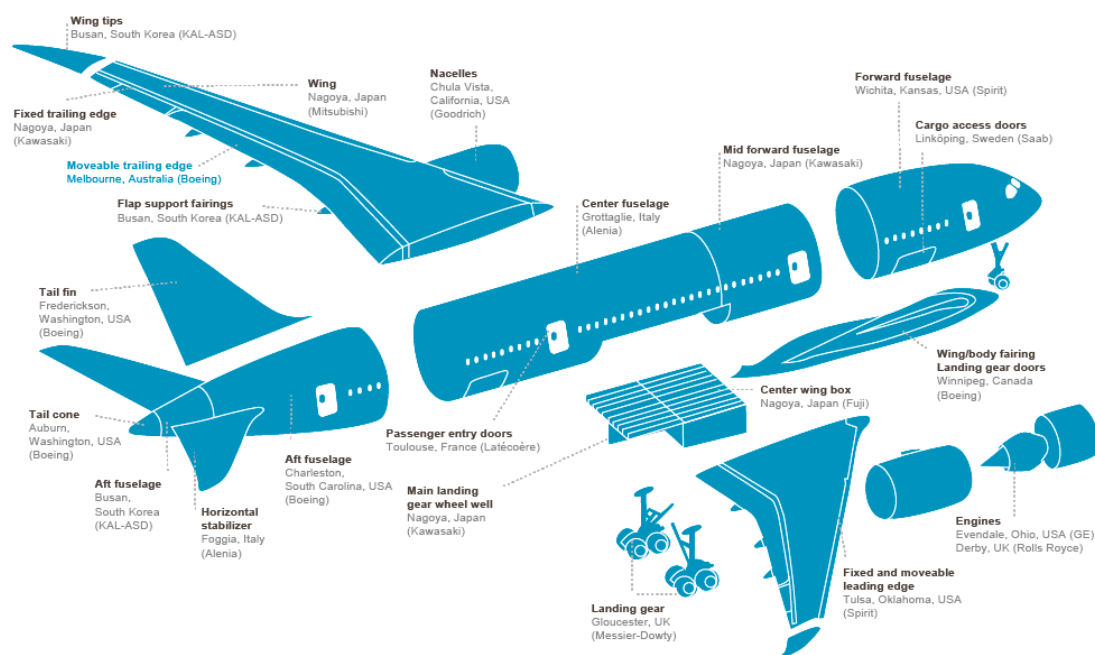 Wing tips
Busan, South Korea (KAL-ASD)
Wing
Nagoya, Japan
(Mitsubishi)
Nacelles
Chula Vista,
California, USA
(Goodrich)
Forward fuselage
Wichita, Kansas, USA (Spirit)
Fixed trailing edge
Nagoya, Japan
(Kawasaki)
Cargo access doors
Linköping, Sweden (Saab)
Mid forward fuselage
Nagoya, Japan (Kawasaki)
Moveable trailing edge
Melbourne, Australia (Boeing)
Flap support fairings
Busan, South Korea (KAL-ASD)
Center fuselage
Grottaglie, Italy
(Alenia)
Tail fin
Frederickson,
Washington, USA
(Boeing)
Wing/body fairing
Landing gear doors
Winnipeg, Canada
(Boeing)
Center wing box
Nagoya, Japan (Fuji)
Tail cone
Auburn,
Washington, USA
(Boeing)
Passenger entry doors
Toulouse, France (Latécoère)
Aft fuselage
Charleston,
South Carolina, USA
(Boeing)
Aft fuselage
Busan,
South Korea
(KAL-ASD)
Horizontal
stabilizer
Foggia, Italy
(Alenia)
Main landing
gear wheel well
Nagoya, Japan
(Kawasaki)
Engines
Evendale, Ohio, USA (GE)
Derby, UK (Rolls Royce)
Fixed and moveable
leading edge
Tulsa, Oklahoma, USA
(Spirit)
Landing gear
Gloucester, UK
(Messier-Dowty)